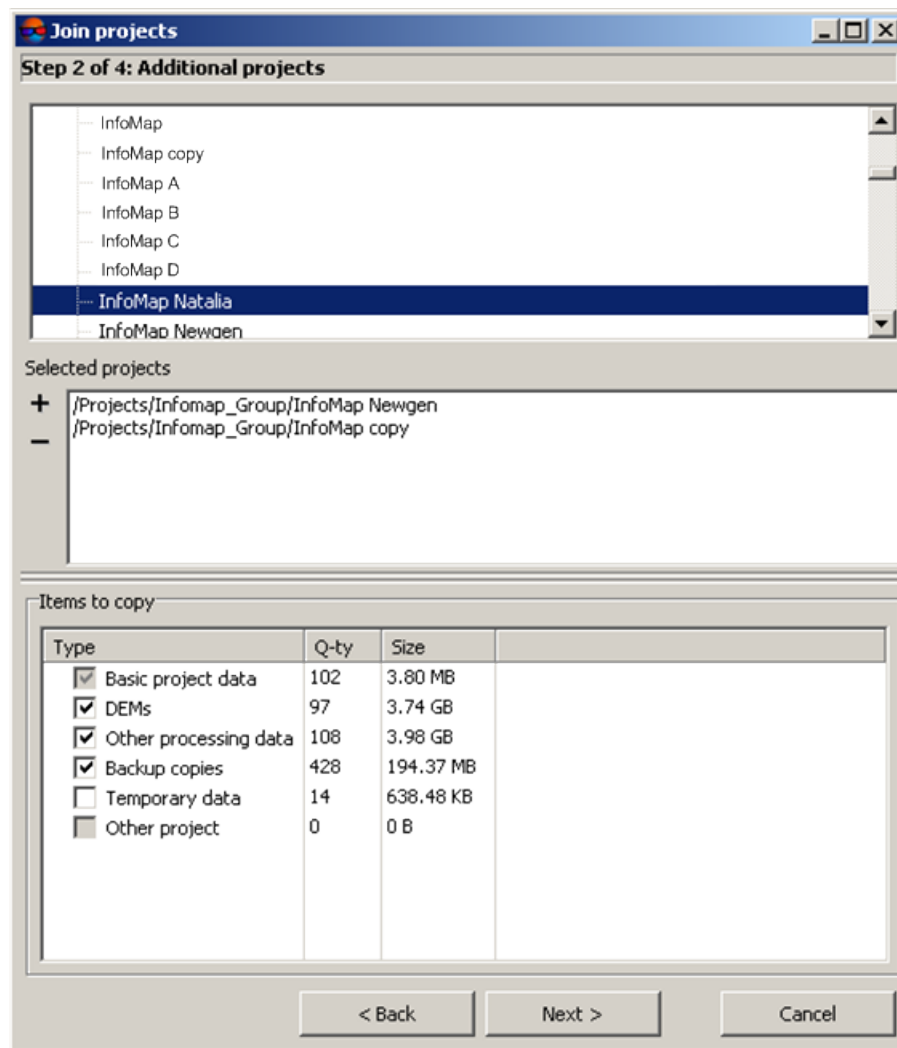 Join projects
Step 2 of 4: Additional projects
InfoMap
InfoMap copy
InfoMap A
InfoMap B
InfoMap C
InfoMap D
InfoMap Natalia
InfoMap Newgen
Selected projects
/Projects/Infomap_Group/InfoMap Newgen
/Projects/Infomap_Group/InfoMap copy
Items to copy
Type Q-ty Size
Basic project data 102 3.80 MB
DEMs 97 3.74 GB
Other processing data 108 3.98 GB
Backup copies 428 194.37 MB
Temporary data 14 638.48 KB
Other project 0 0 B
< Back Next > Cancel